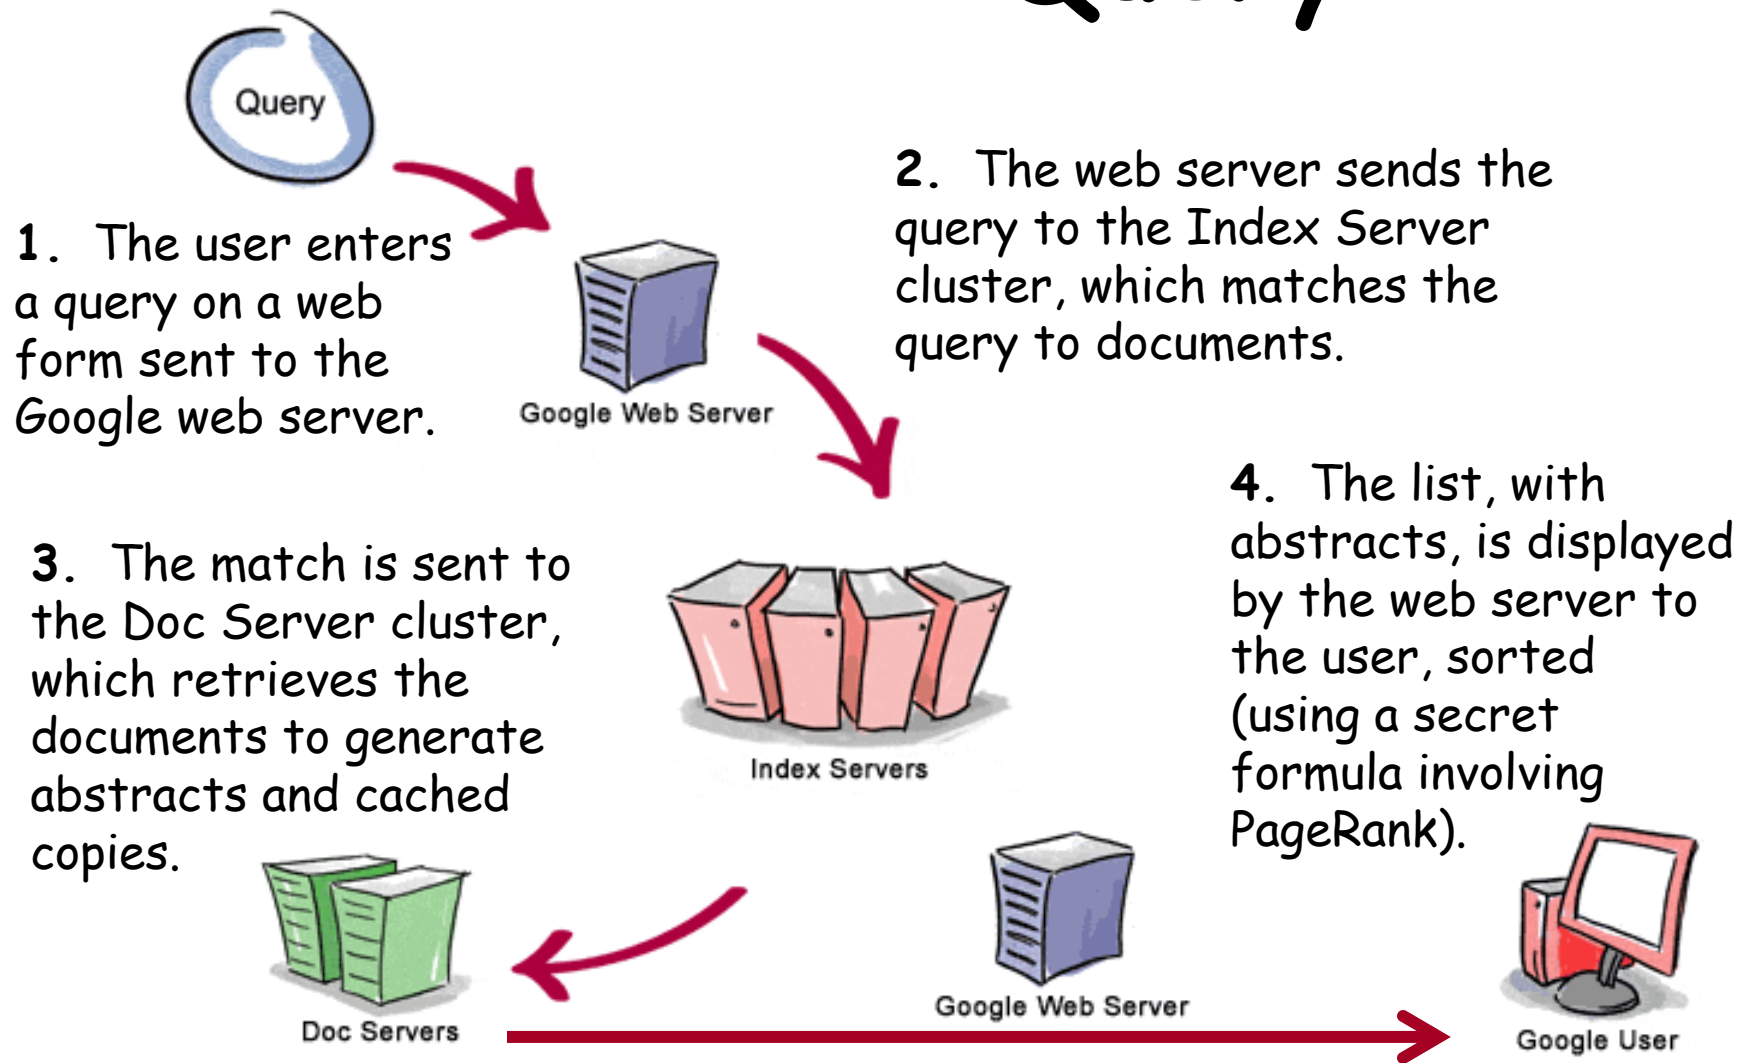 Query
Query
1. The user enters
a query on a web
form sent to the
Google web server.
Google Web Server
2. The web server sends the
query to the Index Server
cluster, which matches the
query to documents.
3. The match is sent to
the Doc Server cluster,
which retrieves the
documents to generate
abstracts and cached
copies.
Index Servers
4. The list, with
abstracts, is displayed
by the web server to
the user, sorted
(using a secret
formula involving
PageRank).
Doc Servers
Google Web Server
Google User